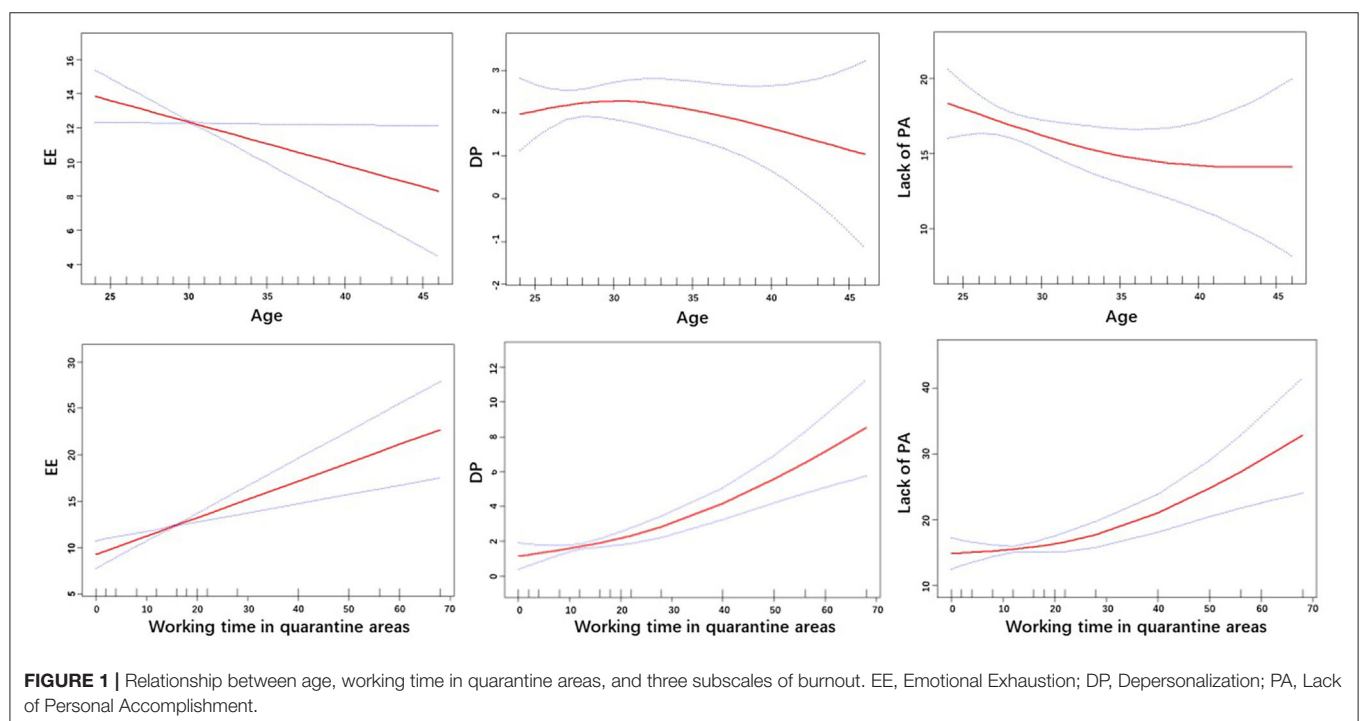 16
14
12
10
8
6
4
EE
25 30 35 40 45
Age
3
2
1
0
-1
-2
DP
25 30 35 40 45
Age
20
15
10
Lack of PA
25 30 35 40 45
Age
30
25
20
15
10
5
EE
0 10 20 30 40 50 60 70
Working time in quarantine areas
12
10
8
6
4
2
0
DP
0 10 20 30 40 50 60 70
Working time in quarantine areas
40
30
20
10
Lack of PA
0 10 20 30 40 50 60 70
Working time in quarantine areas
FIGURE 1 | Relationship between age, working time in quarantine areas, and three subscales of burnout. EE, Emotional Exhaustion; DP, Depersonalization; PA, Lack
of Personal Accomplishment.